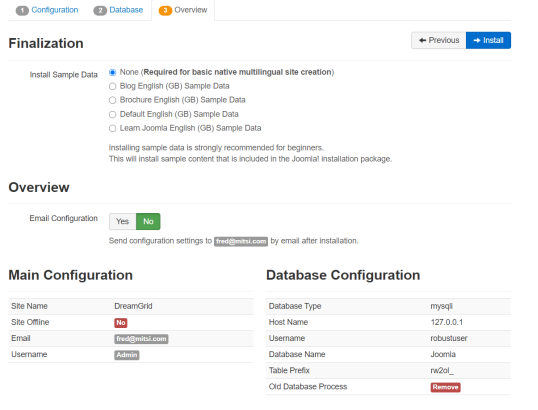 1 Configuration 2 Database 3 Overview
Finalization
Previous Install
Install Sample Data None (Required for basic native multilingual site creation)
Blog English (GB) Sample Data
Brochure English (GB) Sample Data
Default English (GB) Sample Data
Learn Joomla English (GB) Sample Data
Installing sample data is strongly recommended for beginners.
This will install sample content that is included in the Joomla! installation package.
Overview
Email Configuration Yes No
Send configuration settings to fred@mitsi.com by email after installation.
Main Configuration
Site Name DreamGrid
Site Offline No
Email fred@mitsi.com
Username Admin
Database Configuration
Database Type mysqli
Host Name 127.0.0.1
Username robustuser
Database Name Joomla
Table Prefix rw2ol_
Old Database Process Remove